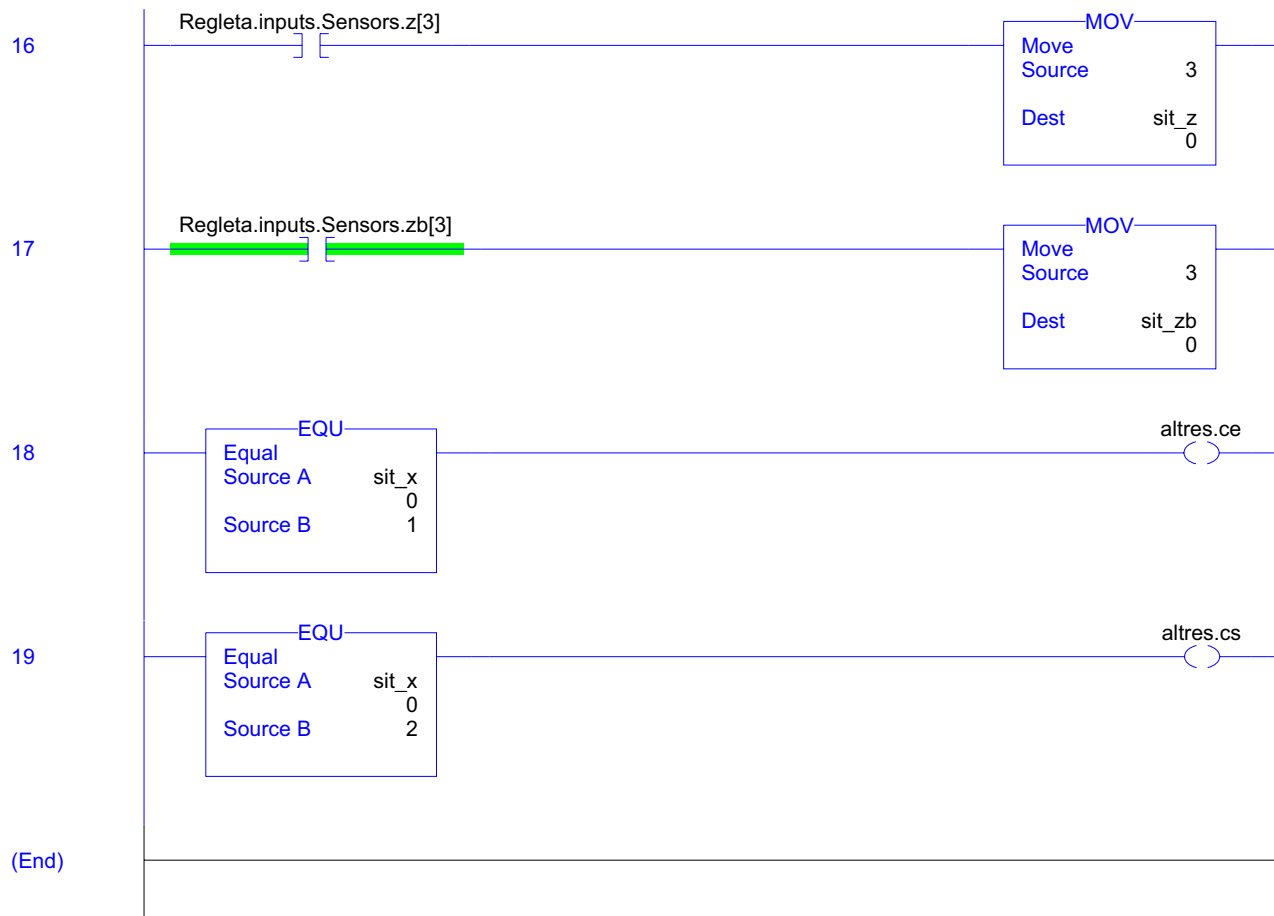 Regleta.inputs.Sensors.z[3]
MOV
16
Move
Source 3
Dest sit_z
0
Regleta.inputs.Sensors.zb[3]
MOV
17
Move
Source 3
Dest sit_zb
0
EQU
altres.ce
18
Equal
Source A sit_x
0
Source B 1
EQU
altres.cs
19
Equal
Source A sit_x
0
Source B 2
(End)